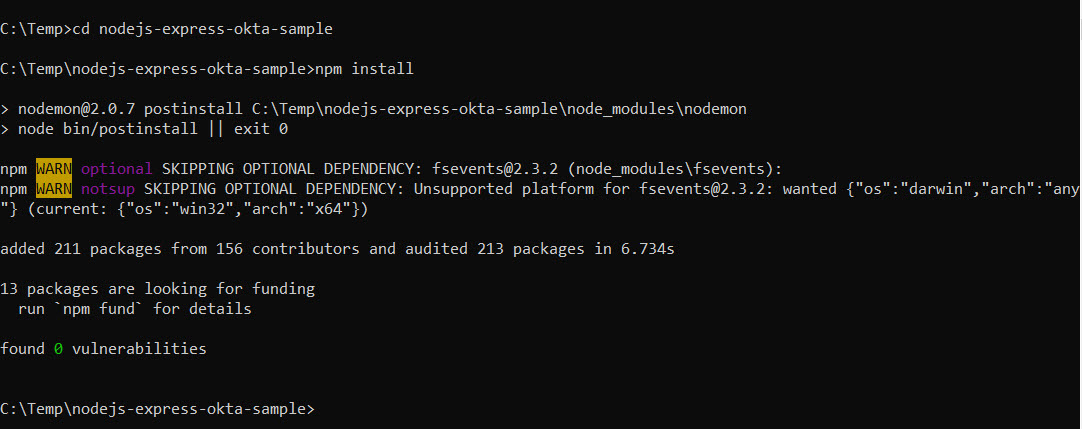 C:\Temp>cd nodejs-express-okta-sample
C:\Temp\nodejs-express-okta-sample>npm install
> nodemon@2.0.7 postinstall C:\Temp\nodejs-express-okta-sample\node_modules\nodemon
> node bin/postinstall || exit 0
npm WARN optional SKIPPING OPTIONAL DEPENDENCY: fsevents@2.3.2 (node_modules\fsevents):
npm WARN notsup SKIPPING OPTIONAL DEPENDENCY: Unsupported platform for fsevents@2.3.2: wanted {"os":"darwin","arch":"any
"} (current: {"os":"win32","arch":"x64"})
added 211 packages from 156 contributors and audited 213 packages in 6.734s
13 packages are looking for funding
  run `npm fund` for details
found 0 vulnerabilities
C:\Temp\nodejs-express-okta-sample>